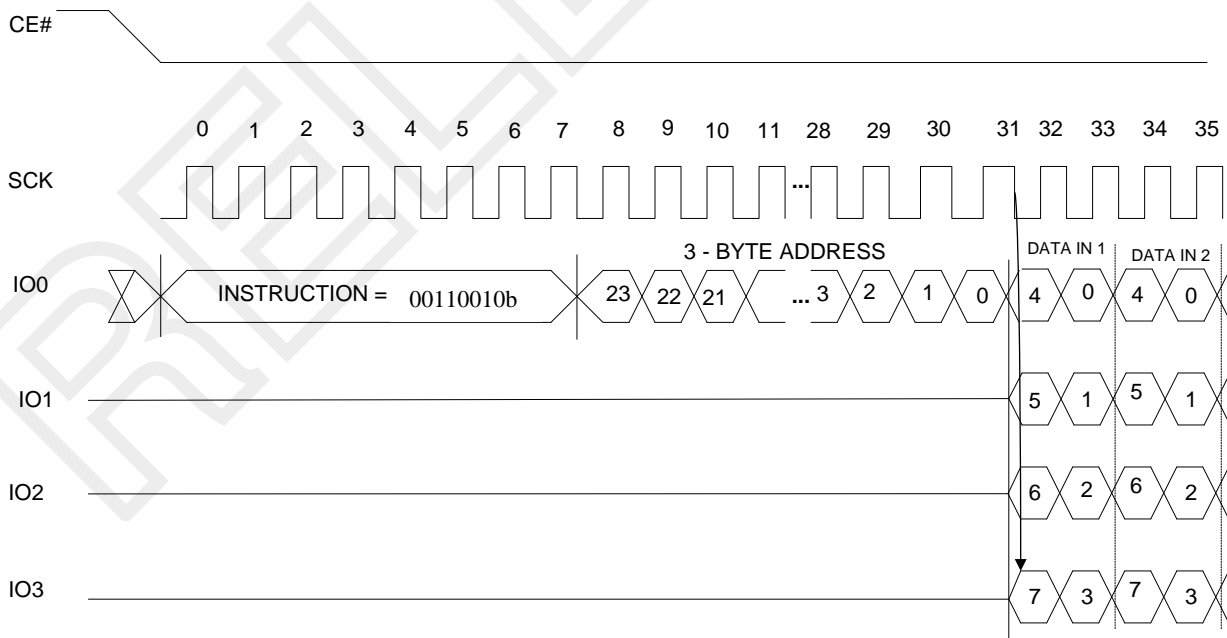 CE#
0 1 2 3 4 5 6 7 8 9 10 11 28 29 30 31 32 33 34 35
SCK ...
3 - BYTE ADDRESS DATA IN 1 DATA IN 2
IO0 INSTRUCTION = 00110010b 23 22 21 ... 3 2 1 0 4 0 4 0
IO1 5 1 5 1
IO2 6 2 6 2
IO3 7 3 7 3